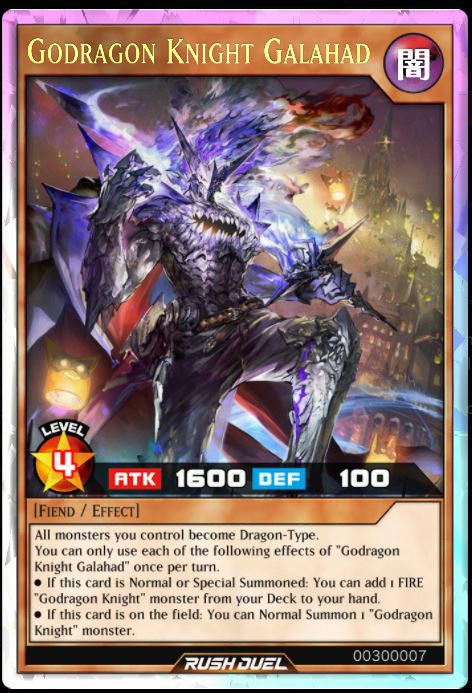 Godragon Knight Galahad
闇
LEVEL
4
ATK 1600 DEF 100
[Fiend / Effect]
All monsters you control become Dragon-Type.
You can only use each of the following effects of "Godragon
Knight Galahad" once per turn.
● If this card is Normal or Special Summoned: You can add 1 FIRE
"Godragon Knight" monster from your Deck to your hand.
● If this card is on the field: You can Normal Summon 1 "Godragon
Knight" monster.
00300007
RUSH DUEL